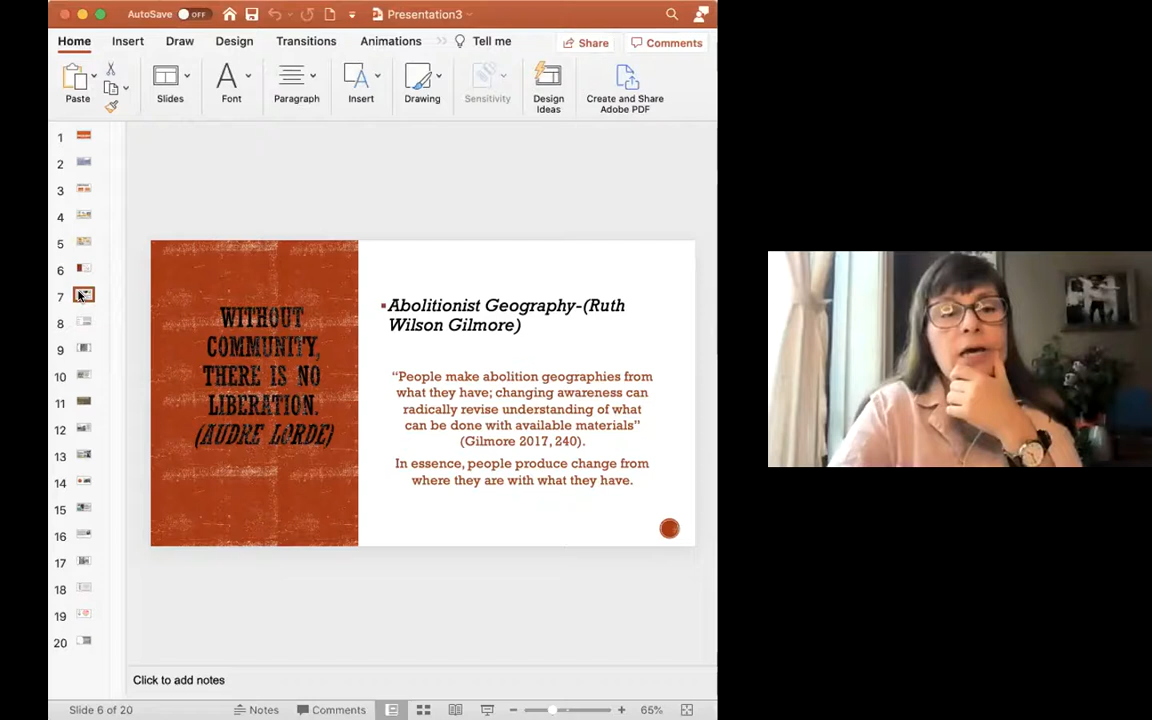 AutoSave OFF Presentation3
Home Insert Draw Design Transitions Animations Tell me Share Comments
Paste Slides Font Paragraph Insert Drawing Sensitivity Design Ideas Create and Share Adobe PDF
1
2
3
4
5
6
7
8
9
10
11
12
13
14
15
16
17
18
19
20
WITHOUT
COMMUNITY,
THERE IS NO
LIBERATION.
(AUDRE LORDE)
▪Abolitionist Geography-(Ruth
Wilson Gilmore)
“People make abolition geographies from
what they have; changing awareness can
radically revise understanding of what
can be done with available materials”
(Gilmore 2017, 240).
In essence, people produce change from
where they are with what they have.
Click to add notes
Slide 6 of 20 Notes Comments 65%